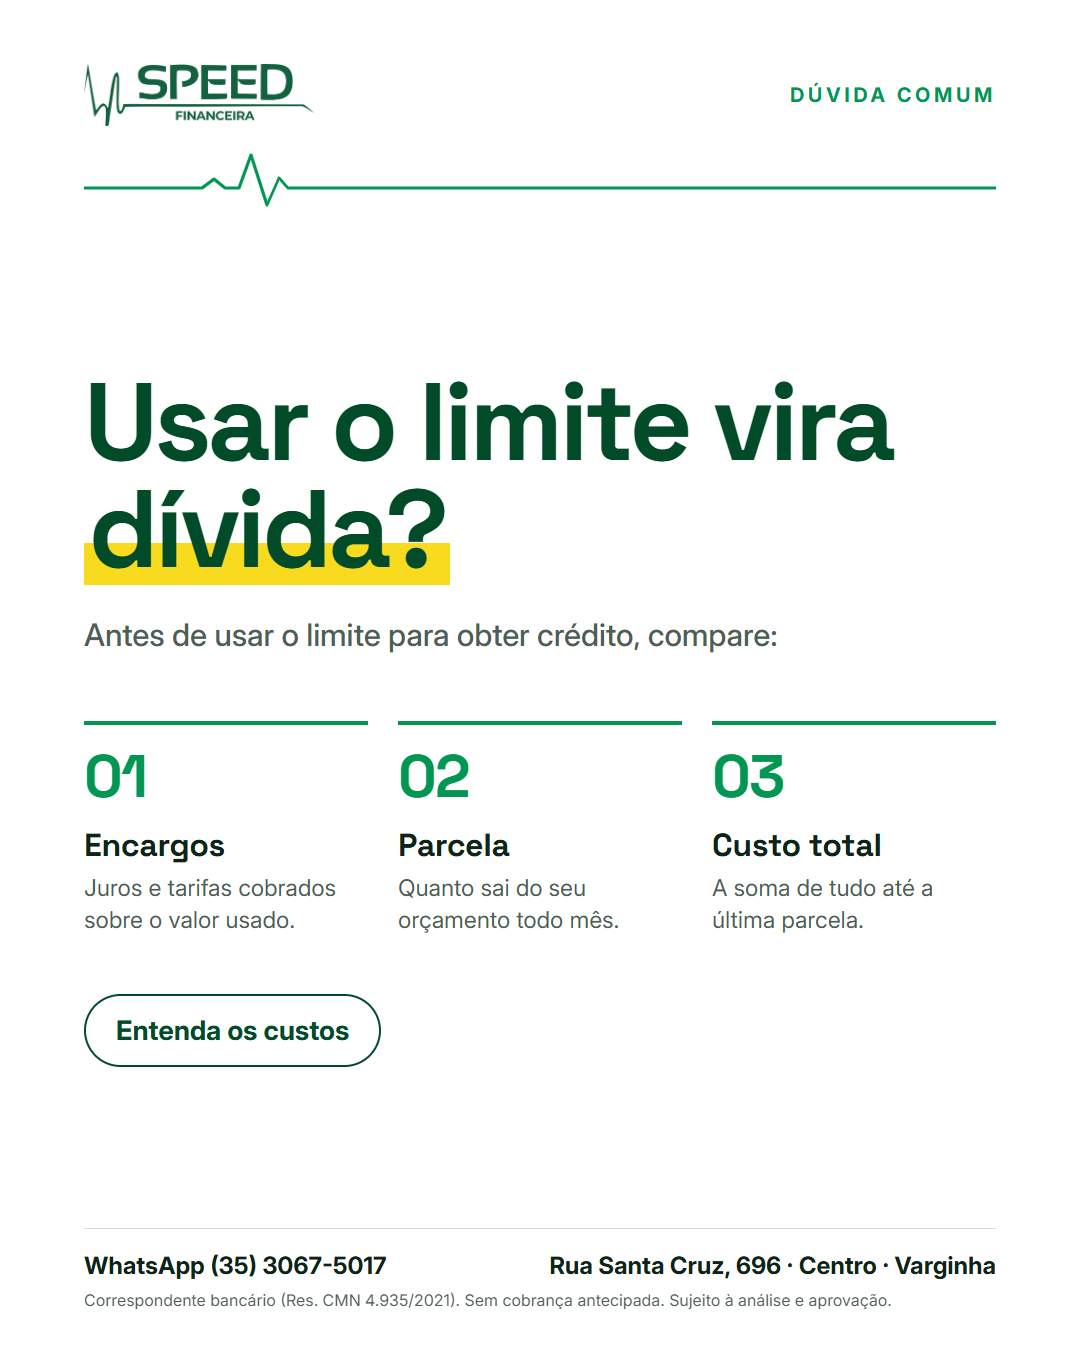 SPEED
FINANCEIRA
DÚVIDA COMUM
Usar o limite vira
dívida?
Antes de usar o limite para obter crédito, compare:
01
Encargos
Juros e tarifas cobrados
sobre o valor usado.
02
Parcela
Quanto sai do seu
orçamento todo mês.
03
Custo total
A soma de tudo até a
última parcela.
Entenda os custos
WhatsApp (35) 3067-5017
Rua Santa Cruz, 696 · Centro · Varginha
Correspondente bancário (Res. CMN 4.935/2021). Sem cobrança antecipada. Sujeito à análise e aprovação.